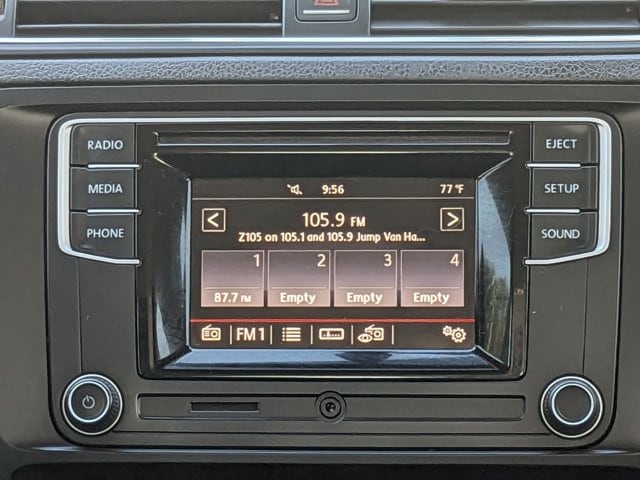 RADIO
MEDIA
PHONE
EJECT
SETUP
SOUND
9:56
77 °F
< 105.9 FM >
Z105 on 105.1 and 105.9 Jump Van Ha...
1 2 3 4
87.7 FM Empty Empty Empty
FM1